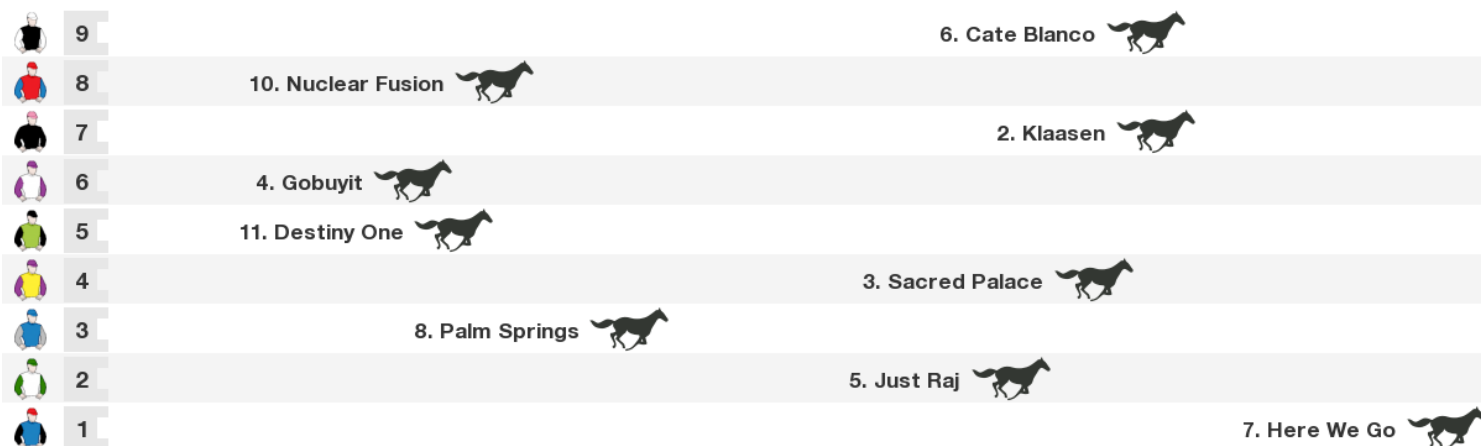 9 6. Cate Blanco
8 10. Nuclear Fusion
7 2. Klaasen
6 4. Gobuyit
5 11. Destiny One
4 3. Sacred Palace
3 8. Palm Springs
2 5. Just Raj
1 7. Here We Go